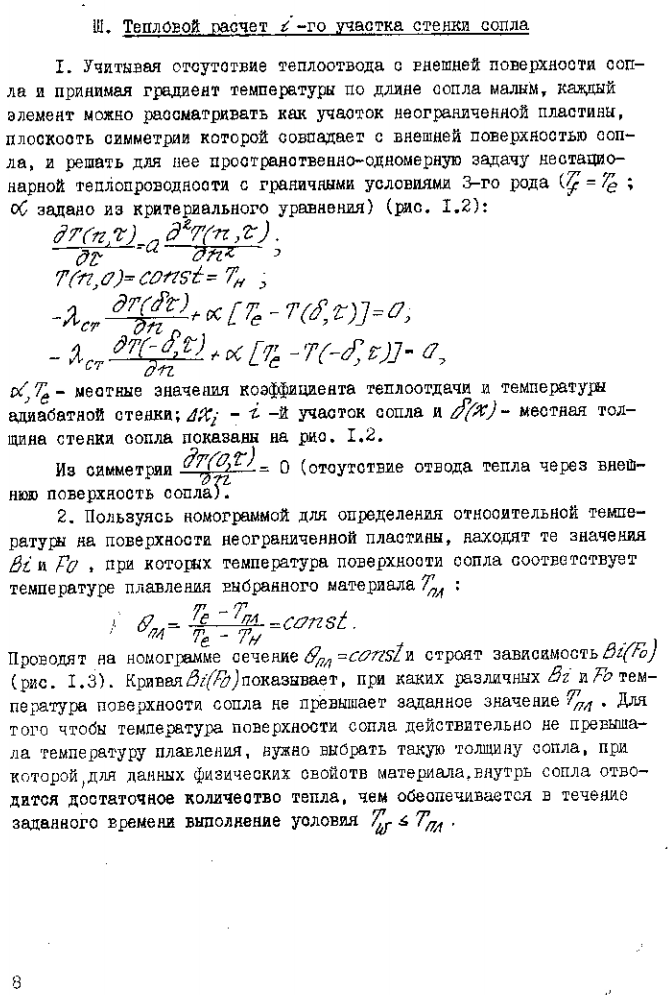 Ш. Тепловой расчет i-го участка стенки сопла
I. Учитывая отсутствие теплоотвода с внешней поверхности соп-
ла и принимая градиент температуры по длине сопла малым, каждый
элемент можно рассматривать как участок неограниченной пластины,
плоскость симметрии которой совпадает с внешней поверхностью соп-
ла, и решать для нее пространственно-одномерную задачу нестацио-
нарной теплопроводности с граничными условиями 3-го рода (T_f = T_e ;
α задано из критериального уравнения) (рис. I.2):
∂T(n,τ)/∂τ = a ∂²T(n,τ)/∂n² ;
T(n,0)=const=T_н ;
-λ_ст ∂T(δτ)/∂n + α[T_e - T(δ,τ)]=0;
-λ_ст ∂T(-δ,τ)/∂n + α[T_e - T(-δ,τ)]=0,
α,T_e - местные значения коэффициента теплоотдачи и температуры
адиабатной стенки; ΔX_i - i -й участок сопла и δ(x) - местная тол-
щина стенки сопла показаны на рис. I.2.
Из симметрии ∂T(0,τ)/∂n = 0 (отсутствие отвода тепла через внеш-
нюю поверхность сопла).
2. Пользуясь номограммой для определения относительной темпе-
ратуры на поверхности неограниченной пластины, находят те значения
Bi и Fo , при которых температура поверхности сопла соответствует
температуре плавления выбранного материала T_пл :
θ_пл = (T_e - T_пл)/(T_e - T_н) = const.
Проводят на номограмме сечение θ_пл=const и строят зависимость Bi(Fo)
(рис. I.3). Кривая Bi(Fo) показывает, при каких различных Bi и Fo тем-
пература поверхности сопла не превышает заданное значение T_пл . Для
того чтобы температура поверхности сопла действительно не превыша-
ла температуру плавления, нужно выбрать такую толщину сопла, при
которой,для данных физических свойств материала,внутрь сопла отво-
дится достаточное количество тепла, чем обеспечивается в течение
заданного времени выполнение условия T_w ≤ T_пл .
8